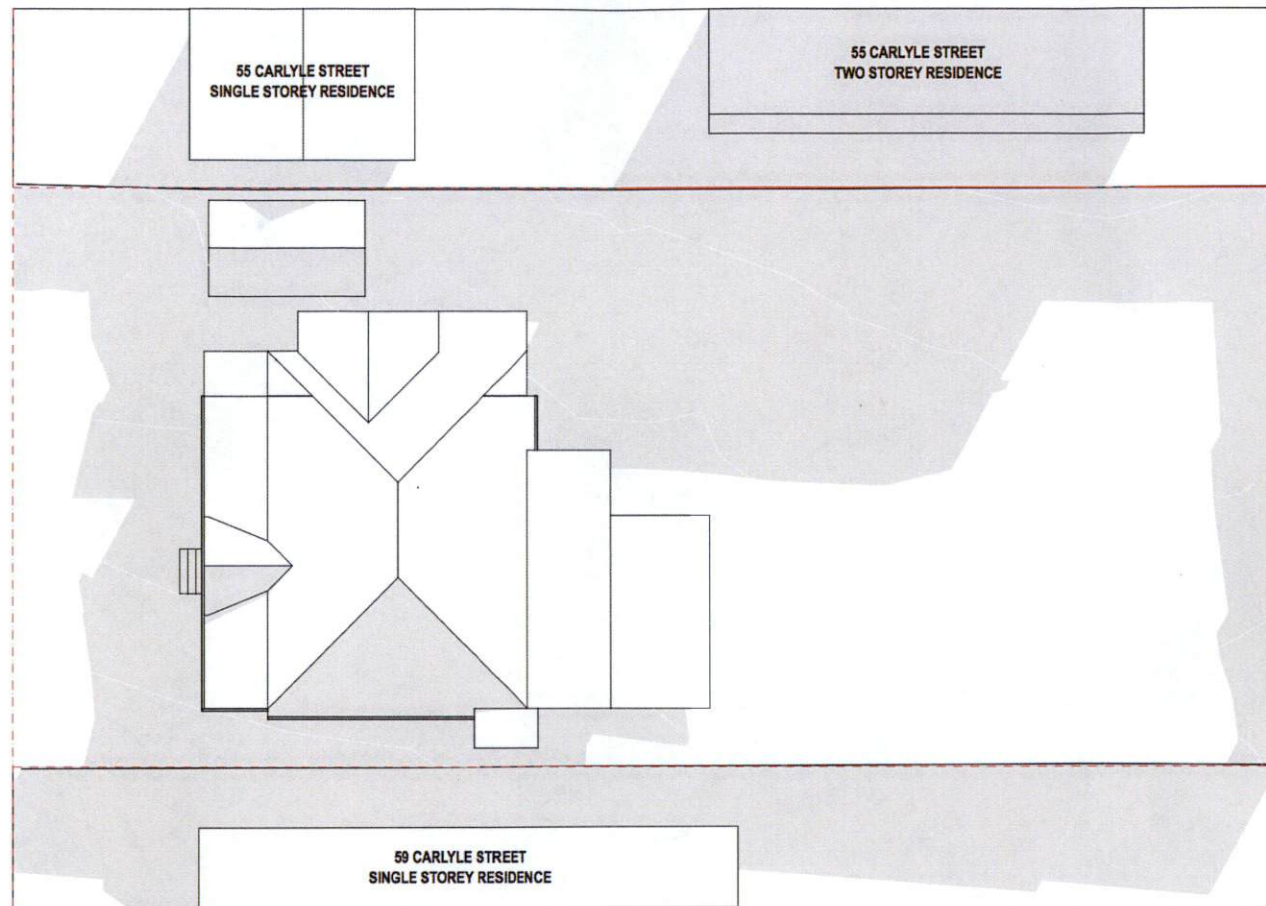 55 CARLYLE STREET
SINGLE STOREY RESIDENCE
55 CARLYLE STREET
TWO STOREY RESIDENCE
59 CARLYLE STREET
SINGLE STOREY RESIDENCE